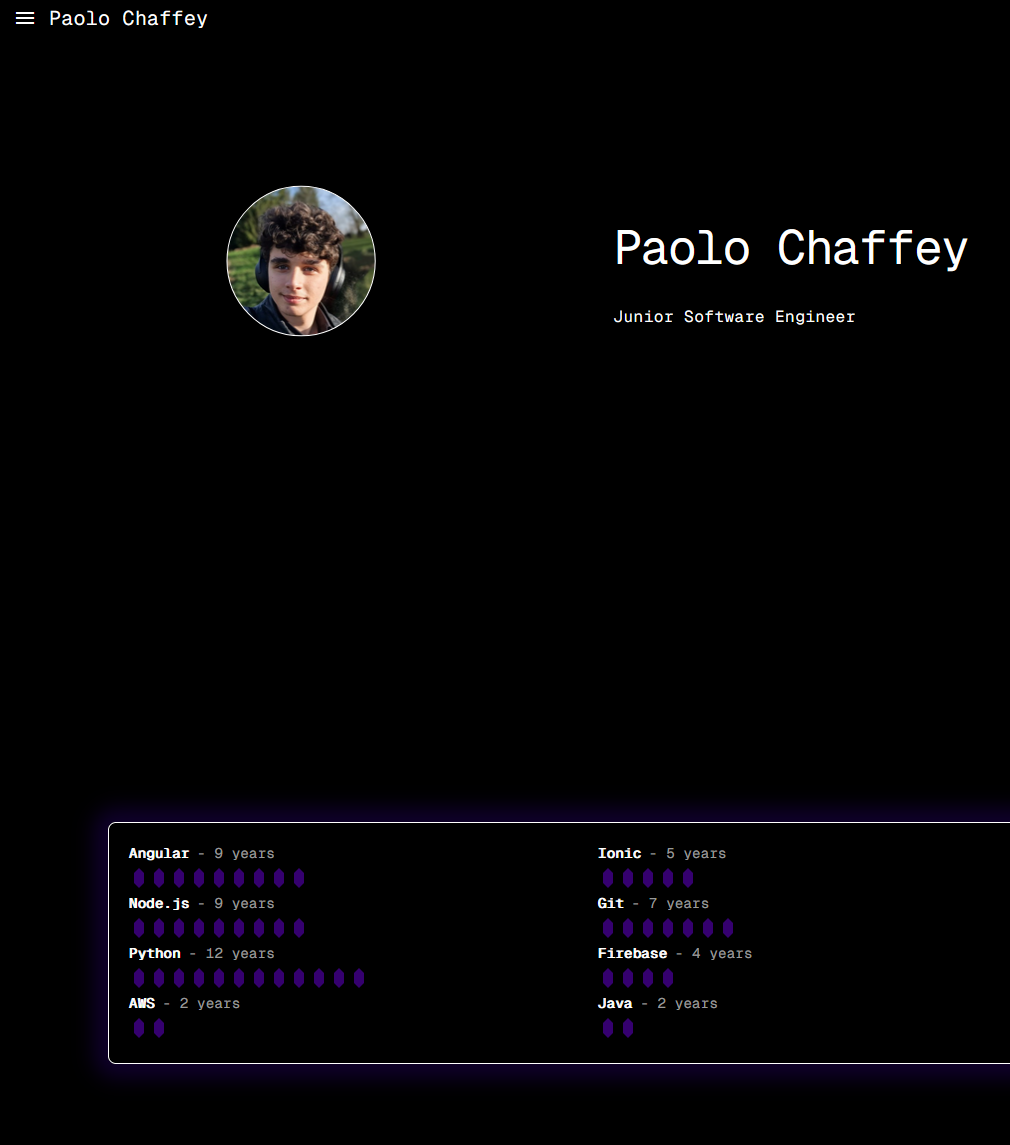 Paolo Chaffey
Paolo Chaffey
Junior Software Engineer
Angular - 9 years
Ionic - 5 years
Node.js - 9 years
Git - 7 years
Python - 12 years
Firebase - 4 years
AWS - 2 years
Java - 2 years